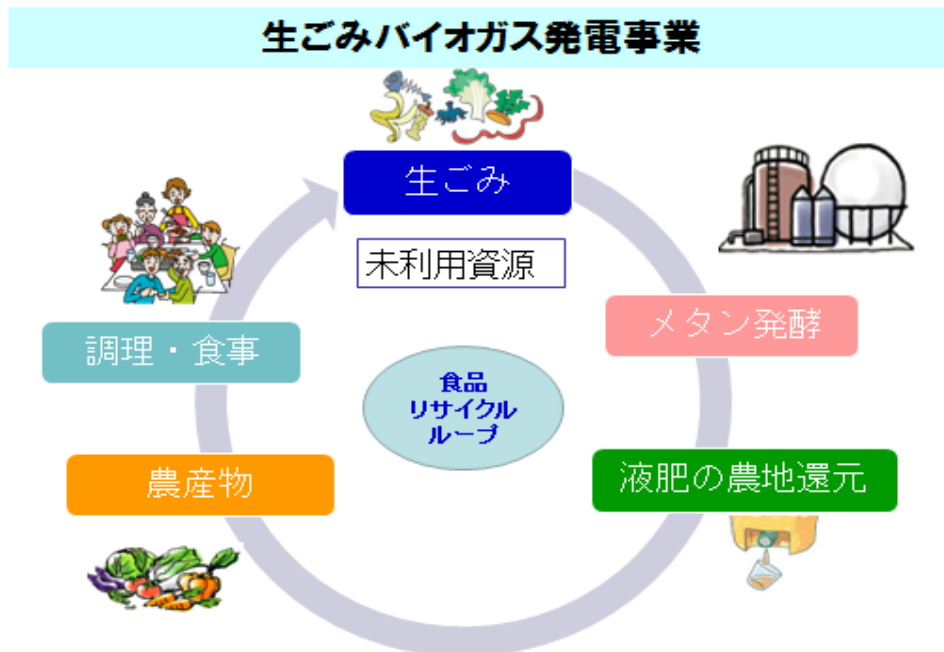 生ごみバイオガス発電事業
生ごみ
未利用資源
メタン発酵
調理・食事
食品
リサイクル
ループ
農産物
液肥の農地還元